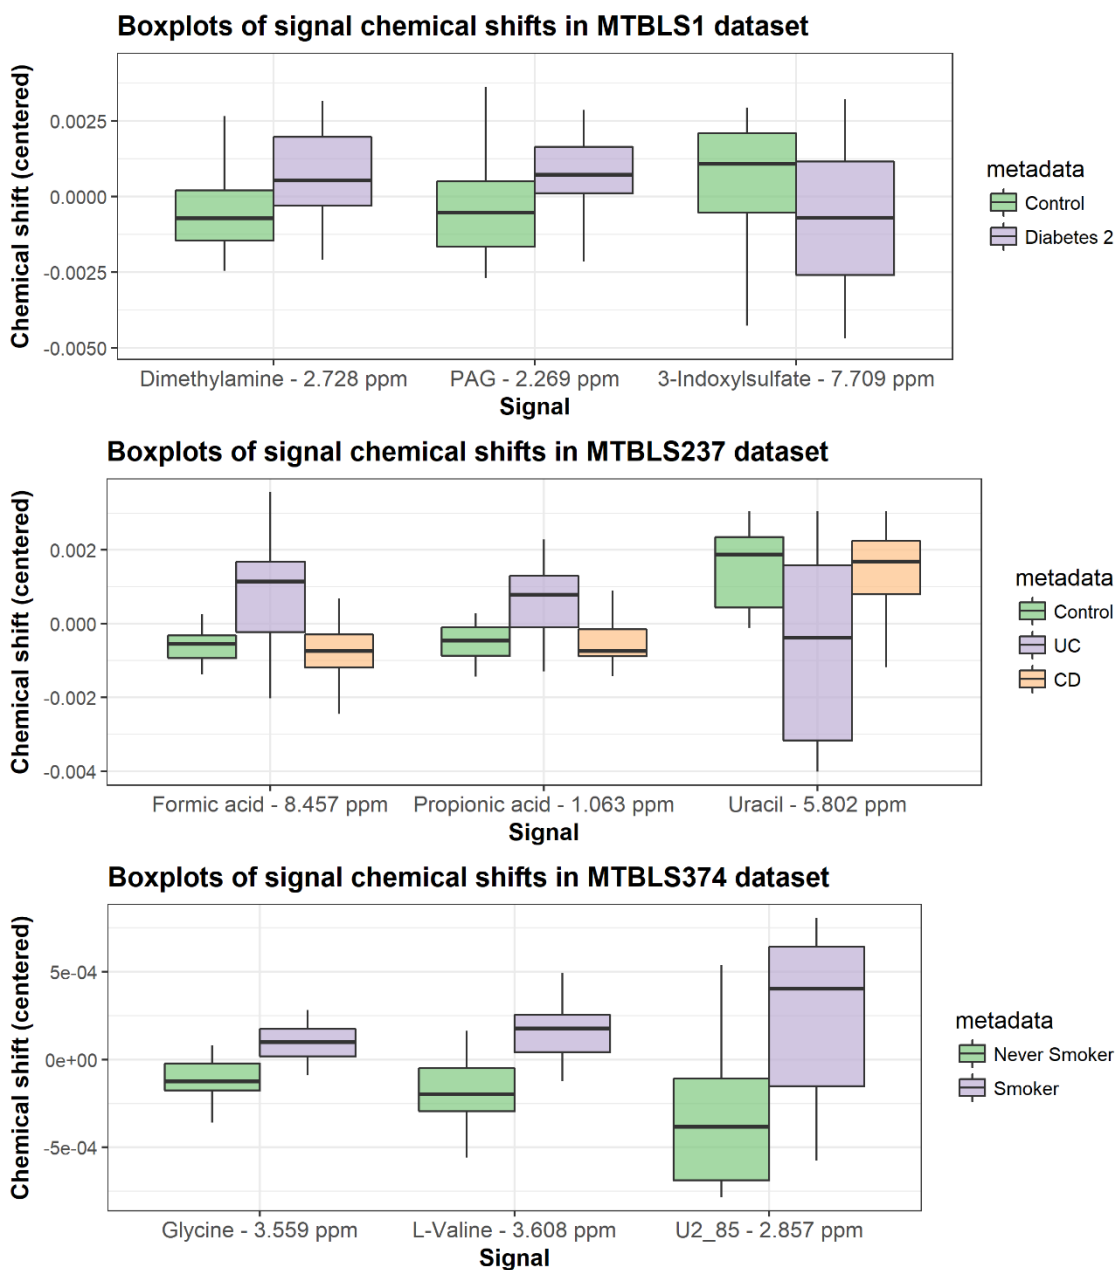 Boxplots of signal chemical shifts in MTBLS1 dataset
Chemical shift (centered)
0.0025
0.0000
-0.0025
-0.0050
Dimethylamine - 2.728 ppm
PAG - 2.269 ppm
3-Indoxylsulfate - 7.709 ppm
Signal
metadata
Control
Diabetes 2
Boxplots of signal chemical shifts in MTBLS237 dataset
Chemical shift (centered)
0.002
0.000
-0.002
-0.004
Formic acid - 8.457 ppm
Propionic acid - 1.063 ppm
Uracil - 5.802 ppm
Signal
metadata
Control
UC
CD
Boxplots of signal chemical shifts in MTBLS374 dataset
Chemical shift (centered)
5e-04
0e+00
-5e-04
Glycine - 3.559 ppm
L-Valine - 3.608 ppm
U2_85 - 2.857 ppm
Signal
metadata
Never Smoker
Smoker